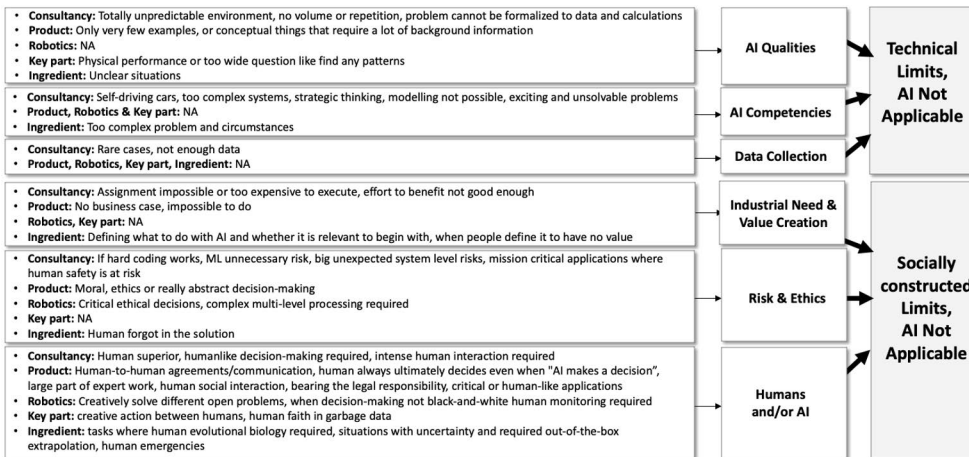 • Consultancy: Totally unpredictable environment, no volume or repetition, problem cannot be formalized to data and calculations
• Product: Only very few examples, or conceptual things that require a lot of background information
• Robotics: NA
• Key part: Physical performance or too wide question like find any patterns
• Ingredient: Unclear situations
AI Qualities
• Consultancy: Self-driving cars, too complex systems, strategic thinking, modelling not possible, exciting and unsolvable problems
• Product, Robotics & Key part: NA
• Ingredient: Too complex problem and circumstances
AI Competencies
• Consultancy: Rare cases, not enough data
• Product, Robotics, Key part, Ingredient: NA
Data Collection
Technical
Limits,
AI Not
Applicable
• Consultancy: Assignment impossible or too expensive to execute, effort to benefit not good enough
• Product: No business case, impossible to do
• Robotics, Key part: NA
• Ingredient: Defining what to do with AI and whether it is relevant to begin with, when people define it to have no value
Industrial Need &
Value Creation
• Consultancy: If hard coding works, ML unnecessary risk, big unexpected system level risks, mission critical applications where
human safety is at risk
• Product: Moral, ethics or really abstract decision-making
• Robotics: Critical ethical decisions, complex multi-level processing required
• Key part: NA
• Ingredient: Human forgot in the solution
Risk & Ethics
• Consultancy: Human superior, humanlike decision-making required, intense human interaction required
• Product: Human-to-human agreements/communication, human always ultimately decides even when "AI makes a decision”,
large part of expert work, human social interaction, bearing the legal responsibility, critical or human-like applications
• Robotics: Creatively solve different open problems, when decision-making not black-and-white human monitoring required
• Key part: creative action between humans, human faith in garbage data
• Ingredient: tasks where human evolutional biology required, situations with uncertainty and required out-of-the-box
extrapolation, human emergencies
Humans
and/or AI
Socially
constructed
Limits,
AI Not
Applicable